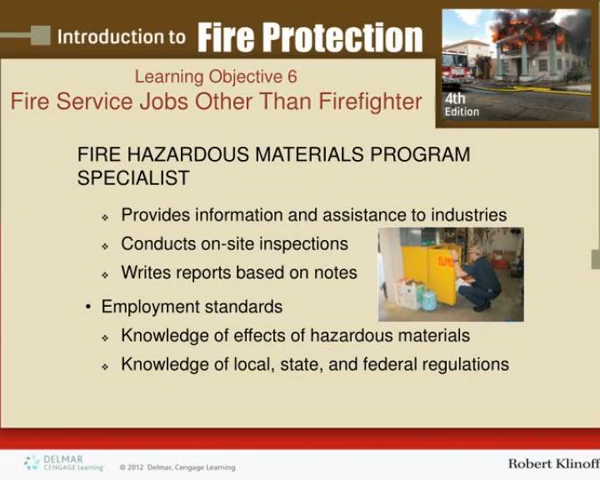 Introduction to Fire Protection
4th
Edition
Learning Objective 6
Fire Service Jobs Other Than Firefighter
FIRE HAZARDOUS MATERIALS PROGRAM
SPECIALIST
❖ Provides information and assistance to industries
❖ Conducts on-site inspections
❖ Writes reports based on notes
• Employment standards
❖ Knowledge of effects of hazardous materials
❖ Knowledge of local, state, and federal regulations
DELMAR
CENGAGE Learning
© 2012 Delmar, Cengage Learning
Robert Klinoff